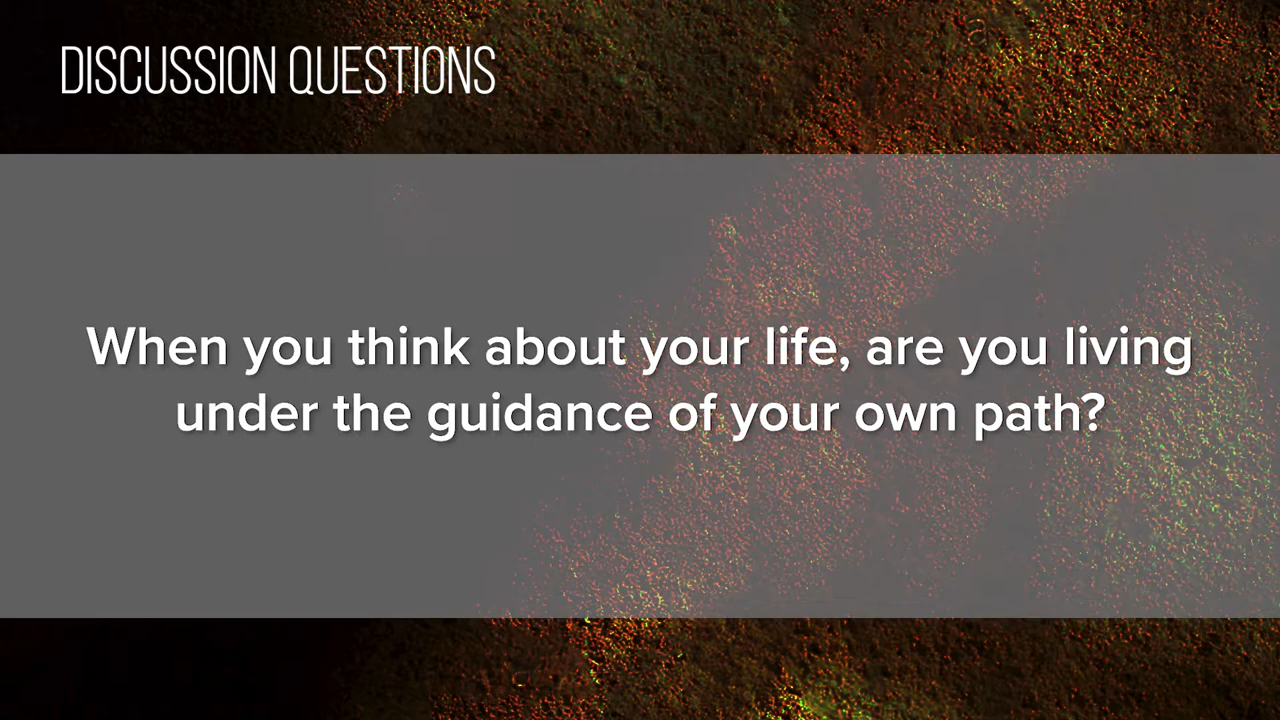 DISCUSSION QUESTIONS
When you think about your life, are you living
under the guidance of your own path?